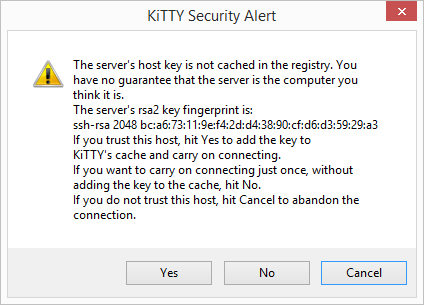 KiTTY Security Alert
The server's host key is not cached in the registry. You
have no guarantee that the server is the computer you
think it is.
The server's rsa2 key fingerprint is:
ssh-rsa 2048 bc:a6:73:11:9e:f4:2d:d4:38:90:cf:d6:d3:59:29:a3
If you trust this host, hit Yes to add the key to
KiTTY's cache and carry on connecting.
If you want to carry on connecting just once, without
adding the key to the cache, hit No.
If you do not trust this host, hit Cancel to abandon the
connection.
Yes
No
Cancel